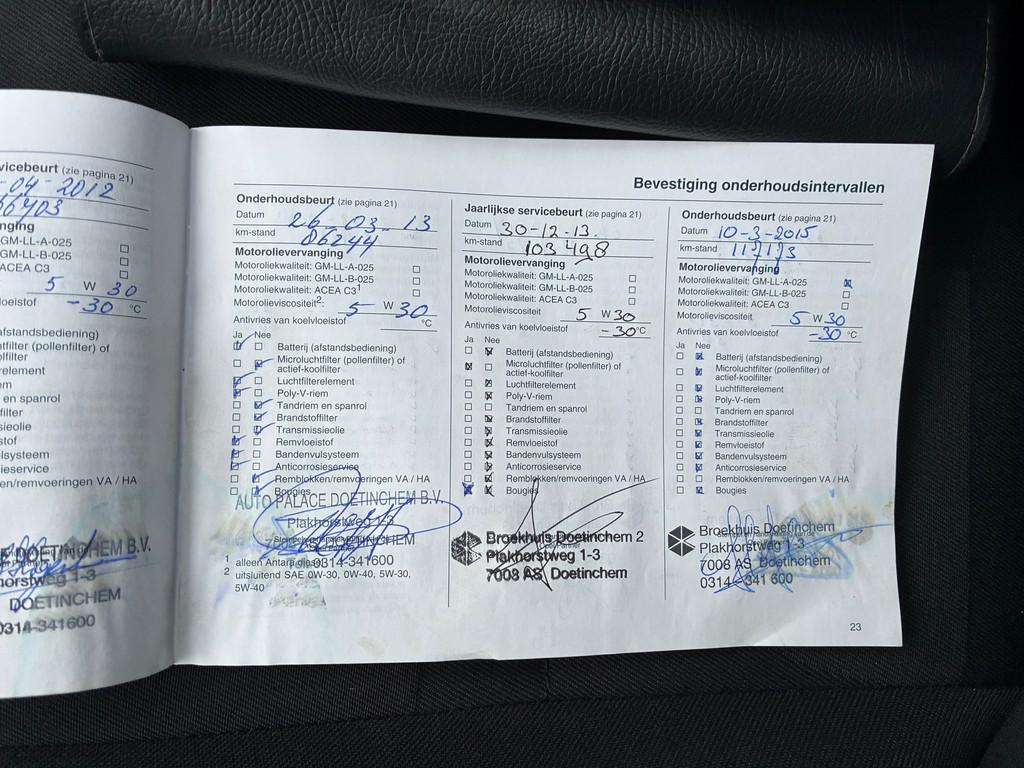 vicebeurt (zie pagina 21)
-04-2012
nging
GM-LL-A-025
GM-LL-B-025
ACEA C3
5 W 30
loeistof -30 °C
afstandsbediening)
tfilter (pollenfilter) of
lfilter
relement
em
en spanrol
filter
sieolie
stof
lsysteem
ieservice
en/remvoeringen VA / HA
HEM B.V.
horstweg 1-3
DOETINCHEM
0314-341600
Bevestiging onderhoudsintervallen
Onderhoudsbeurt (zie pagina 21)
Datum 26-03-13
km-stand 86244
Motorolievervanging
Motoroliekwaliteit: GM-LL-A-025
Motoroliekwaliteit: GM-LL-B-025
Motoroliekwaliteit: ACEA C3¹
Motorolieviscositeit²: 5 W 30
Antivries van koelvloeistof °C
Ja Nee
Batterij (afstandsbediening)
Microluchtfilter (pollenfilter) of
actief-koolfilter
Luchtfilterelement
Poly-V-riem
Tandriem en spanrol
Brandstoffilter
Transmissieolie
Remvloeistof
Bandenvulsysteem
Anticorrosieservice
Remblokken/remvoeringen VA / HA
Bougies
AUTO PALACE DOETINCHEM B.V.
Plakhorstweg 1-3
0314-341600
1 alleen Antara diesel
2 uitsluitend SAE 0W-30, 0W-40, 5W-30,
5W-40
Jaarlijkse servicebeurt (zie pagina 21)
Datum 30-12-13.
km-stand 103498
Motorolievervanging
Motoroliekwaliteit: GM-LL-A-025
Motoroliekwaliteit: GM-LL-B-025
Motoroliekwaliteit: ACEA C3
Motorolieviscositeit 5 W 30
Antivries van koelvloeistof -30 °C
Ja Nee
Batterij (afstandsbediening)
Microluchtfilter (pollenfilter) of
actief-koolfilter
Luchtfilterelement
Poly-V-riem
Tandriem en spanrol
Brandstoffilter
Transmissieolie
Remvloeistof
Bandenvulsysteem
Anticorrosieservice
Remblokken/remvoeringen VA / HA
Bougies
Broekhuis Doetinchem 2
Plakhorstweg 1-3
7008 AS Doetinchem
Onderhoudsbeurt (zie pagina 21)
Datum 10-3-2015
km-stand 117173
Motorolievervanging
Motoroliekwaliteit: GM-LL-A-025
Motoroliekwaliteit: GM-LL-B-025
Motoroliekwaliteit: ACEA C3
Motorolieviscositeit 5 W 30
Antivries van koelvloeistof -30 °C
Ja Nee
Batterij (afstandsbediening)
Microluchtfilter (pollenfilter) of
actief-koolfilter
Luchtfilterelement
Poly-V-riem
Tandriem en spanrol
Brandstoffilter
Transmissieolie
Remvloeistof
Bandenvulsysteem
Anticorrosieservice
Remblokken/remvoeringen VA / HA
Bougies
Broekhuis Doetinchem
Plakhorstweg 1-3
7008 AS Doetinchem
0314-341 600
23